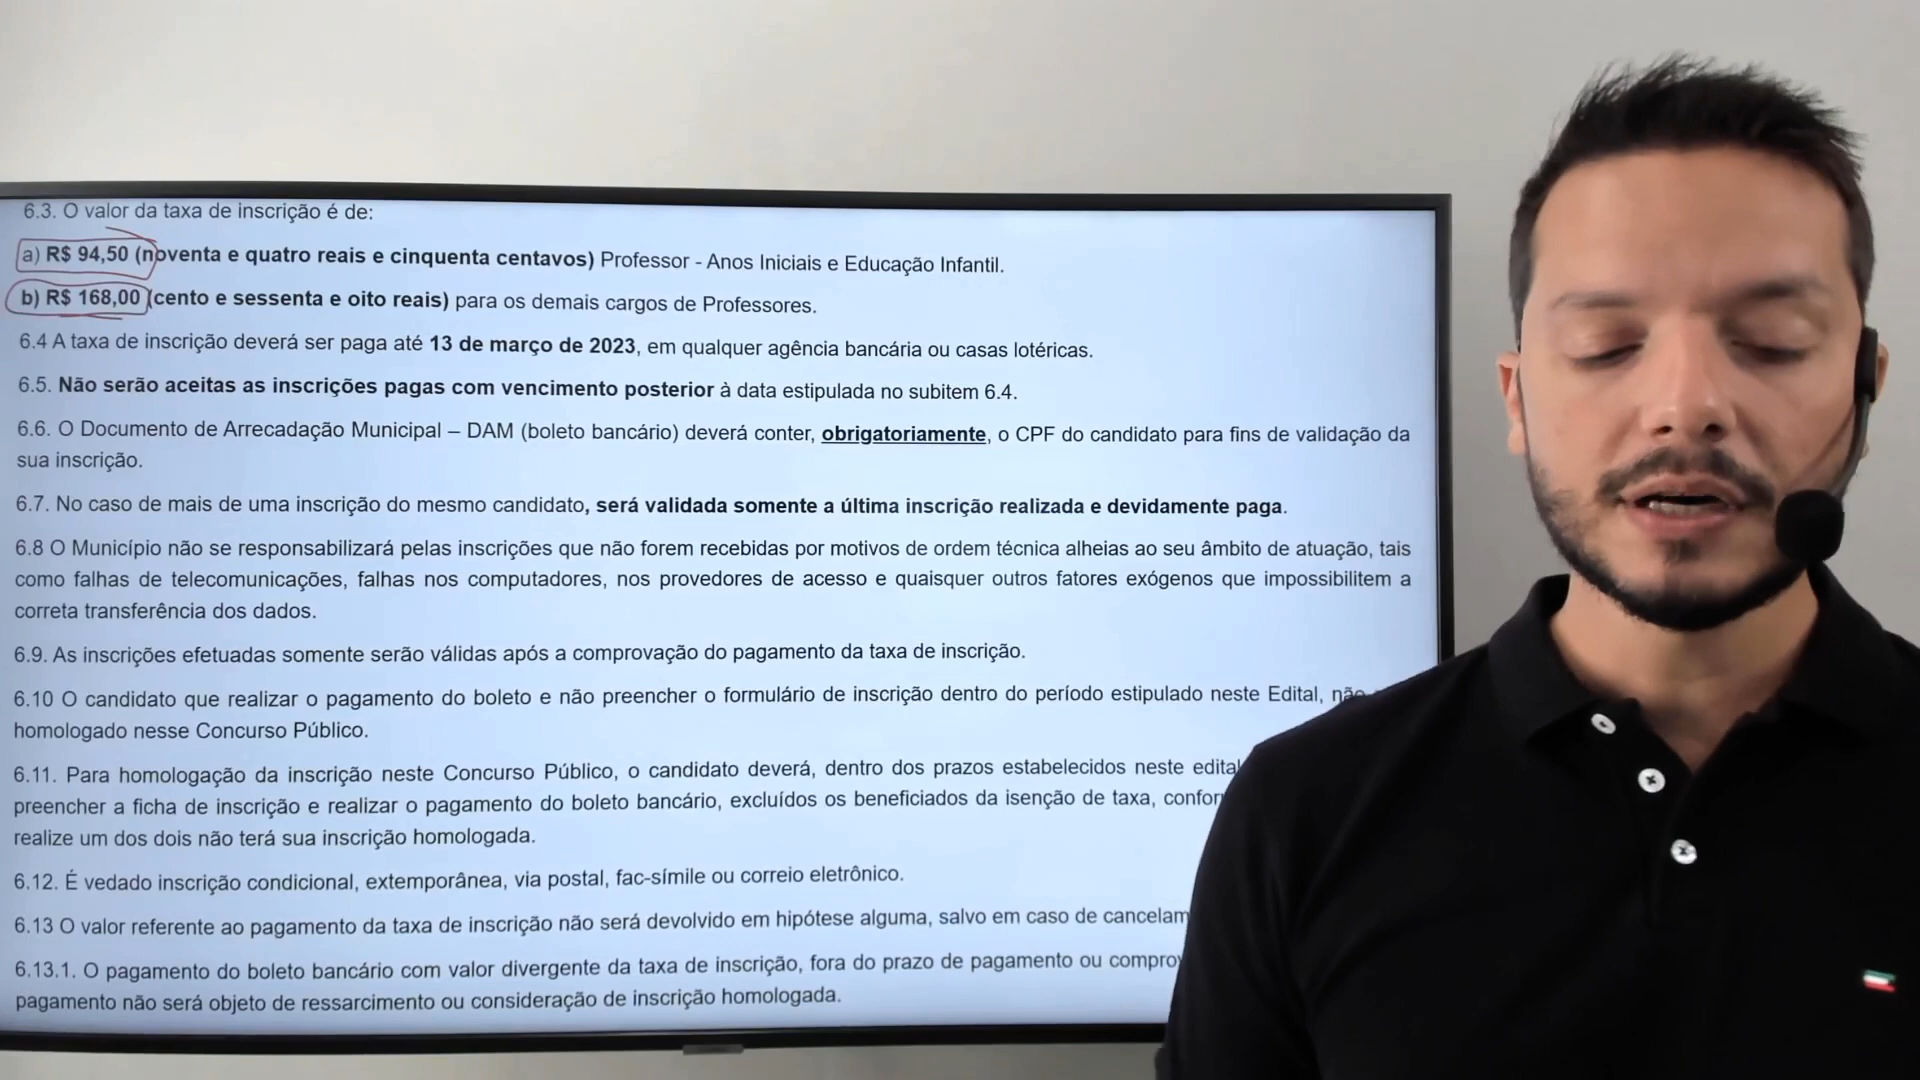 6.3. O valor da taxa de inscrição é de:
a) R$ 94,50 (noventa e quatro reais e cinquenta centavos) Professor - Anos Iniciais e Educação Infantil.
b) R$ 168,00 (cento e sessenta e oito reais) para os demais cargos de Professores.
6.4 A taxa de inscrição deverá ser paga até 13 de março de 2023, em qualquer agência bancária ou casas lotéricas.
6.5. Não serão aceitas as inscrições pagas com vencimento posterior à data estipulada no subitem 6.4.
6.6. O Documento de Arrecadação Municipal – DAM (boleto bancário) deverá conter, obrigatoriamente, o CPF do candidato para fins de validação da
sua inscrição.
6.7. No caso de mais de uma inscrição do mesmo candidato, será validada somente a última inscrição realizada e devidamente paga.
6.8 O Município não se responsabilizará pelas inscrições que não forem recebidas por motivos de ordem técnica alheias ao seu âmbito de atuação, tais
como falhas de telecomunicações, falhas nos computadores, nos provedores de acesso e quaisquer outros fatores exógenos que impossibilitem a
correta transferência dos dados.
6.9. As inscrições efetuadas somente serão válidas após a comprovação do pagamento da taxa de inscrição.
6.10 O candidato que realizar o pagamento do boleto e não preencher o formulário de inscrição dentro do período estipulado neste Edital, não
homologado nesse Concurso Público.
6.11. Para homologação da inscrição neste Concurso Público, o candidato deverá, dentro dos prazos estabelecidos neste edital
preencher a ficha de inscrição e realizar o pagamento do boleto bancário, excluídos os beneficiados da isenção de taxa,
realize um dos dois não terá sua inscrição homologada.
6.12. É vedado inscrição condicional, extemporânea, via postal, fac-símile ou correio eletrônico.
6.13 O valor referente ao pagamento da taxa de inscrição não será devolvido em hipótese alguma, salvo em caso de
6.13.1. O pagamento do boleto bancário com valor divergente da taxa de inscrição, fora do prazo de pagamento ou
pagamento não será objeto de ressarcimento ou consideração de inscrição homologada.